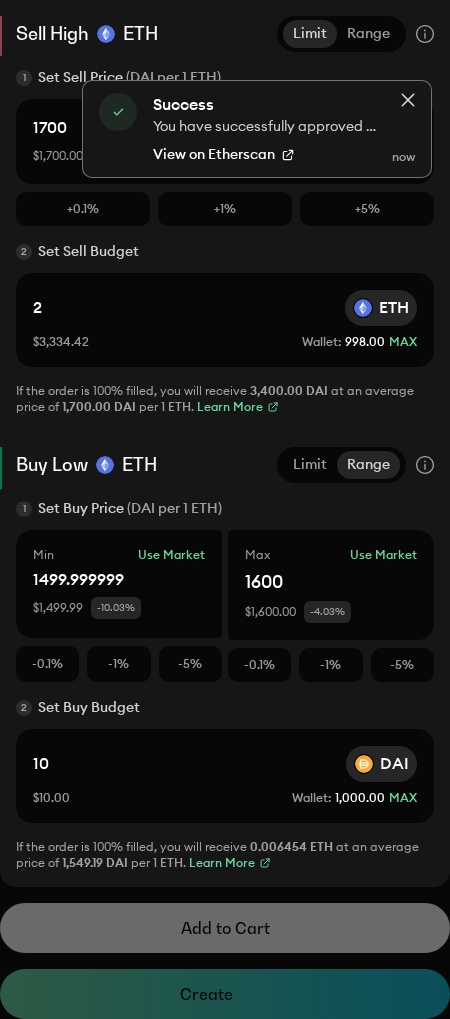 Sell High ETH Limit Range
1 Set Sell Price (DAI per 1 ETH)
Success
1700
You have successfully approved ...
$1,700.00
View on Etherscan
now
+0.1% +1% +5%
2 Set Sell Budget
2 ETH
$3,334.42 Wallet: 998.00 MAX
If the order is 100% filled, you will receive 3,400.00 DAI at an average
price of 1,700.00 DAI per 1 ETH. Learn More
Buy Low ETH Limit Range
1 Set Buy Price (DAI per 1 ETH)
Min Use Market Max Use Market
1499.999999 1600
$1,499.99 -10.03% $1,600.00 -4.03%
-0.1% -1% -5% -0.1% -1% -5%
2 Set Buy Budget
10 DAI
$10.00 Wallet: 1,000.00 MAX
If the order is 100% filled, you will receive 0.006454 ETH at an average
price of 1,549.19 DAI per 1 ETH. Learn More
Add to Cart
Create